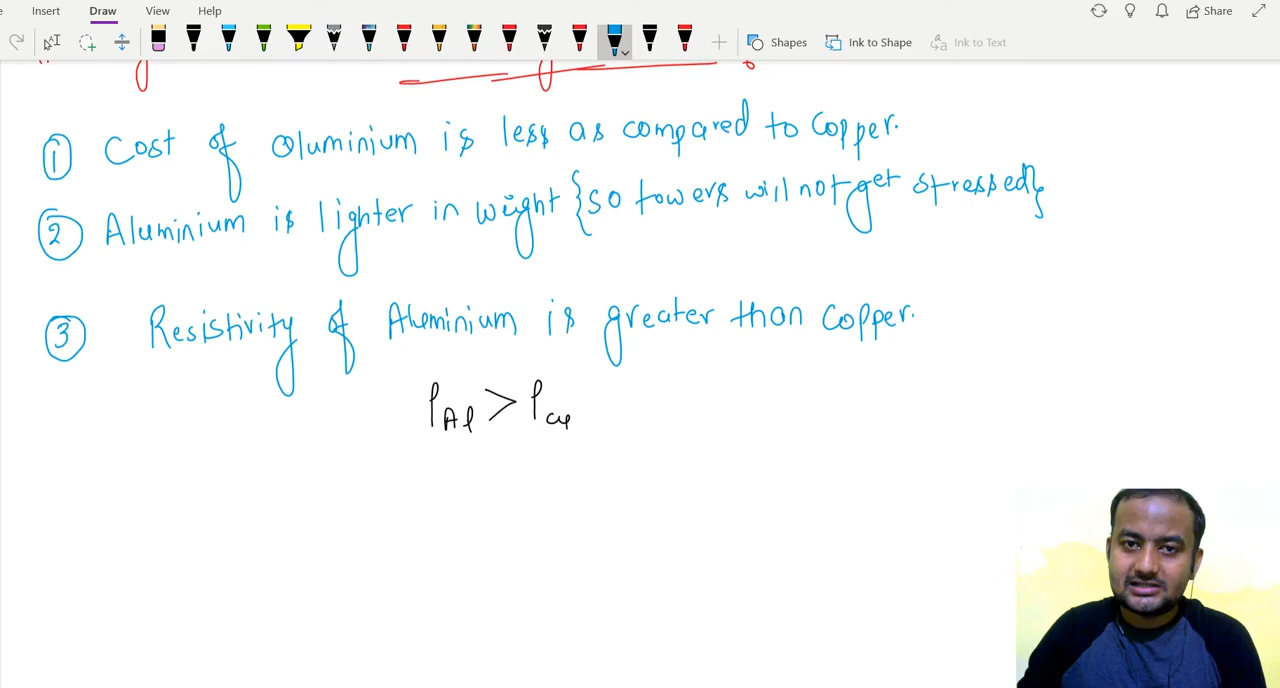 Insert Draw View Help Share
Shapes Ink to Shape Ink to Text
① Cost of aluminium is less as compared to Copper.
② Aluminium is lighter in weight {so towers will not get stressed}
③ Resistivity of Aluminium is greater than Copper.
ρAl > ρcu